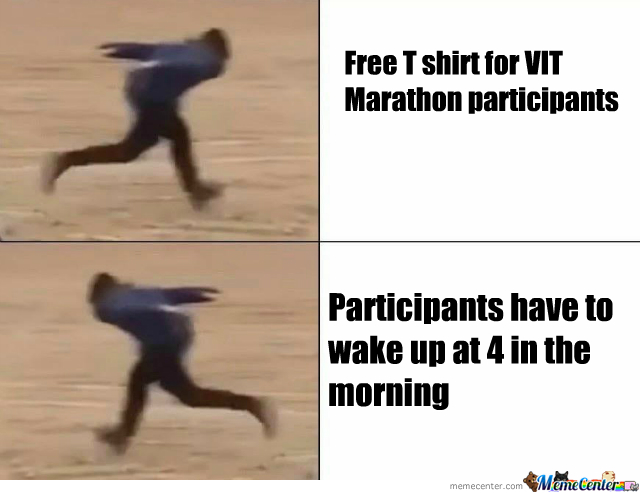 Free T shirt for VIT
Marathon participants
Participants have to
wake up at 4 in the
morning
memecenter.com MemeCenter